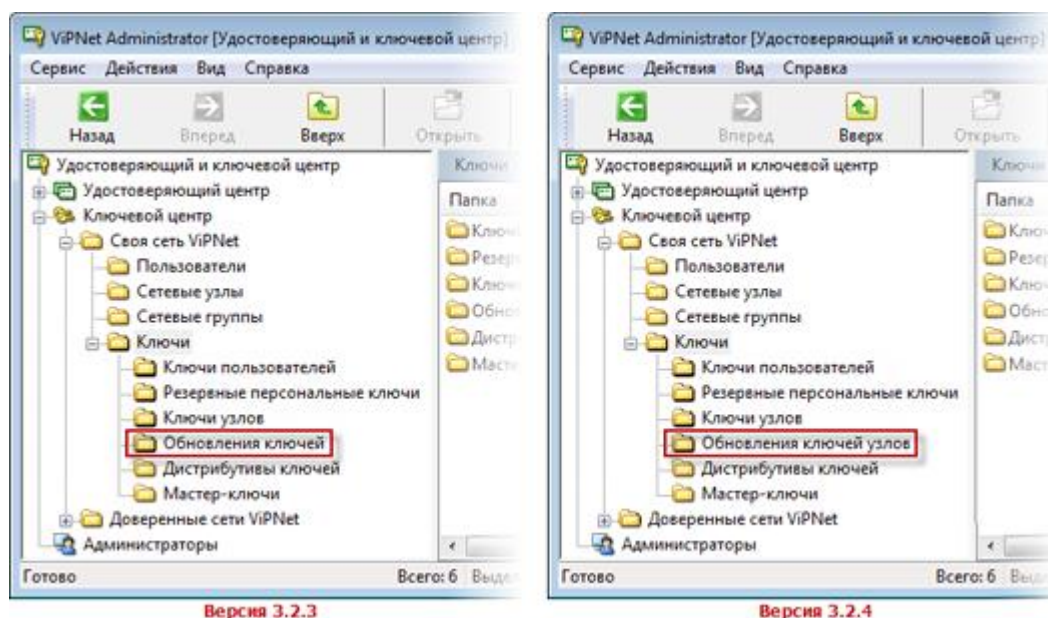 ViPNet Administrator [Удостоверяющий и ключевой центр]
Сервис Действия Вид Справка
Назад Вперед Вверх Открыть
Удостоверяющий и ключевой центр
Удостоверяющий центр
Ключевой центр
Своя сеть ViPNet
Пользователи
Сетевые узлы
Сетевые группы
Ключи
Ключи пользователей
Резервные персональные ключи
Ключи узлов
Обновления ключей
Дистрибутивы ключей
Мастер-ключи
Доверенные сети ViPNet
Администраторы
Ключи
Папка
Готово
Всего: 6
Версия 3.2.3
ViPNet Administrator [Удостоверяющий и ключевой центр]
Сервис Действия Вид Справка
Назад Вперед Вверх Открыть
Удостоверяющий и ключевой центр
Удостоверяющий центр
Ключевой центр
Своя сеть ViPNet
Пользователи
Сетевые узлы
Сетевые группы
Ключи
Ключи пользователей
Резервные персональные ключи
Ключи узлов
Обновления ключей узлов
Дистрибутивы ключей
Мастер-ключи
Доверенные сети ViPNet
Администраторы
Ключи
Папка
Готово
Всего: 6
Версия 3.2.4